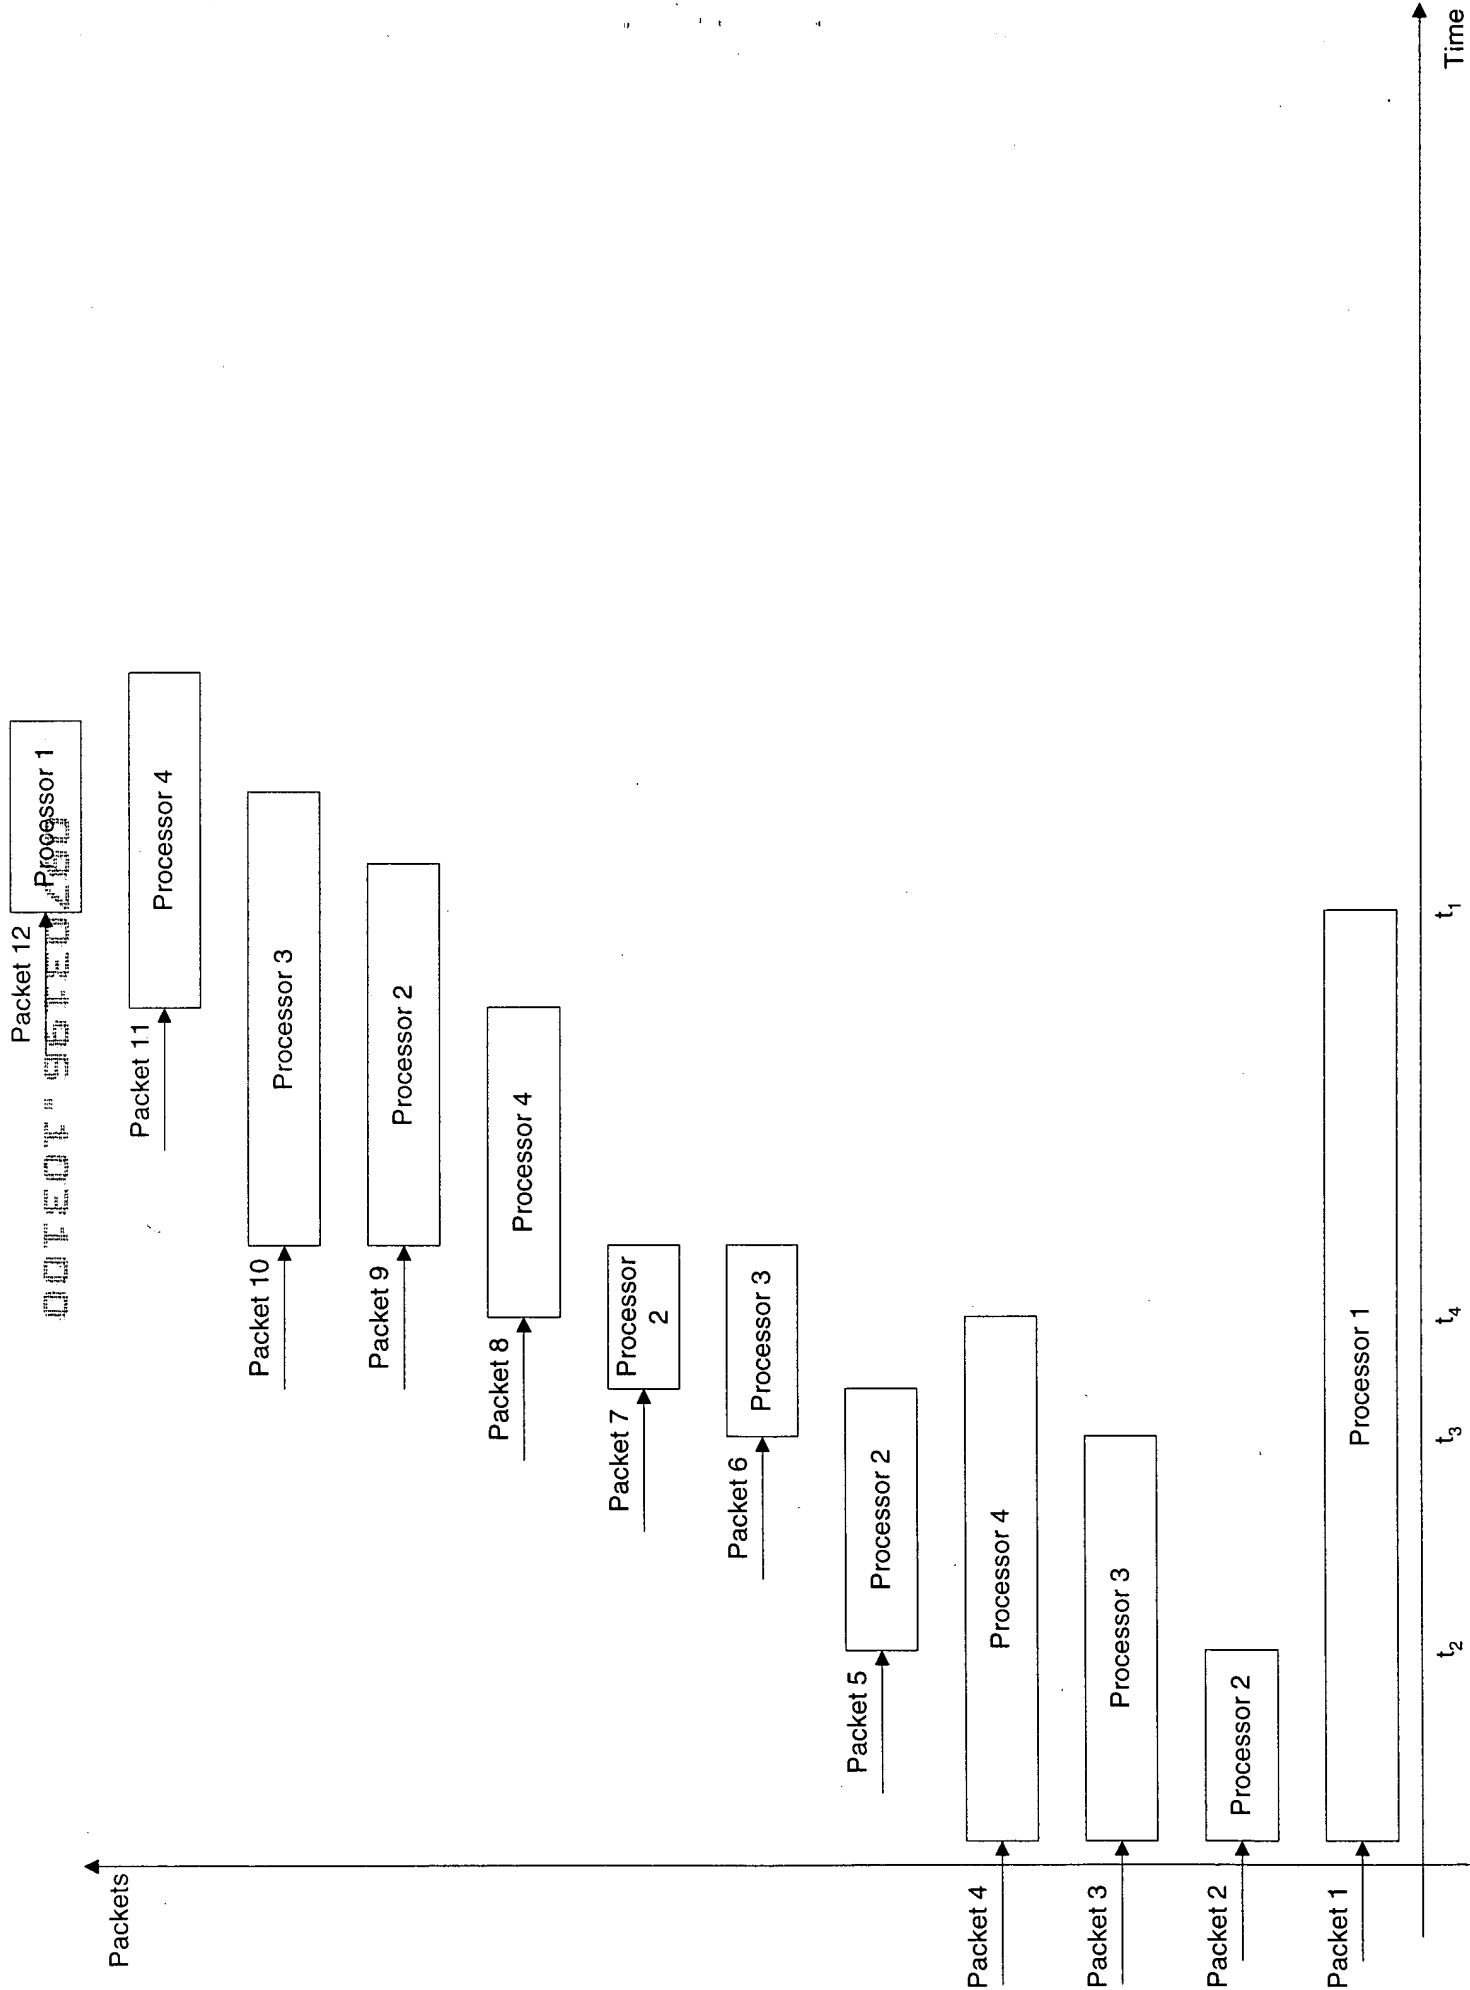 Packets
Packet 12
Processor 1
Packet 11
Processor 4
Packet 10
Processor 3
Packet 9
Processor 2
Packet 8
Processor 4
Packet 7
Processor
2
Packet 6
Processor 3
Packet 5
Processor 2
Packet 4
Processor 4
Packet 3
Processor 3
Packet 2
Processor 2
Packet 1
Processor 1
t2
t3
t4
t1
Time